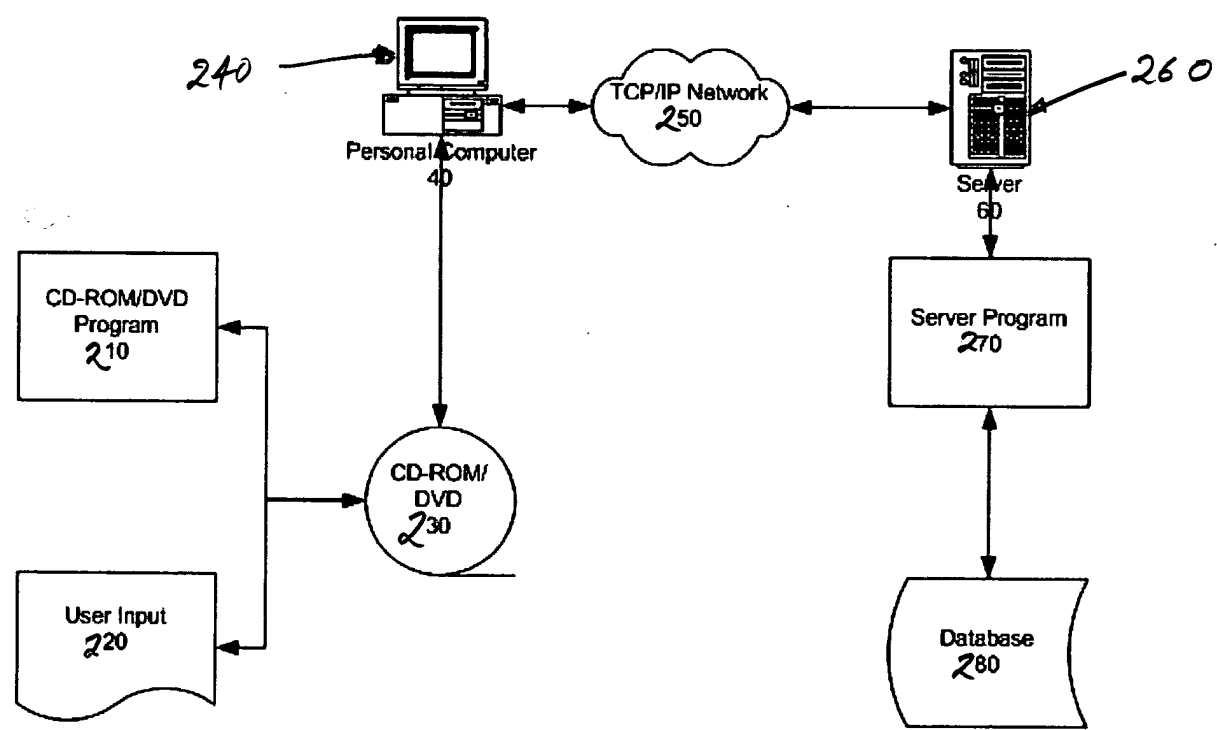 240
260
TCP/IP Network
250
Personal Computer
40
Server
60
CD-ROM/DVD
Program
210
Server Program
270
CD-ROM/
DVD
230
User Input
220
Database
280